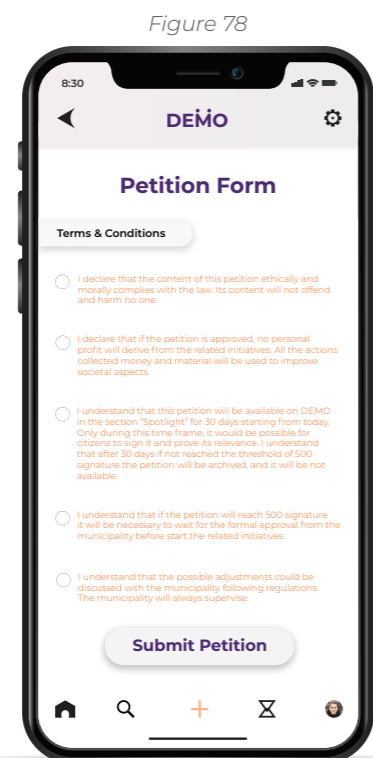 Figure 78
8:30
DEMO
Petition Form
Terms & Conditions
I declare that the content of this petition ethically and
morally complies with the law. Its content will not offend
and harm no one.
I declare that if the petition is approved, no personal
profit will derive from the related initiatives. All the actions
collected money and material will be used to improve
societal aspects.
I understand that this petition will be available on DEMO
in the section "Spotlight" for 30 days starting from today.
Only during this time frame, it would be possible for
citizens to sign it and prove its relevance. I understand
that after 30 days if not reached the threshold of 500
signature the petition will be archived, and it will be not
available.
I understand that if the petition will reach 500 signature
it will be necessary to wait for the formal approval from the
municipality before start the related initiatives.
I understand that the possible adjustments could be
discussed with the municipality following regulations.
The municipality will always supervise.
Submit Petition